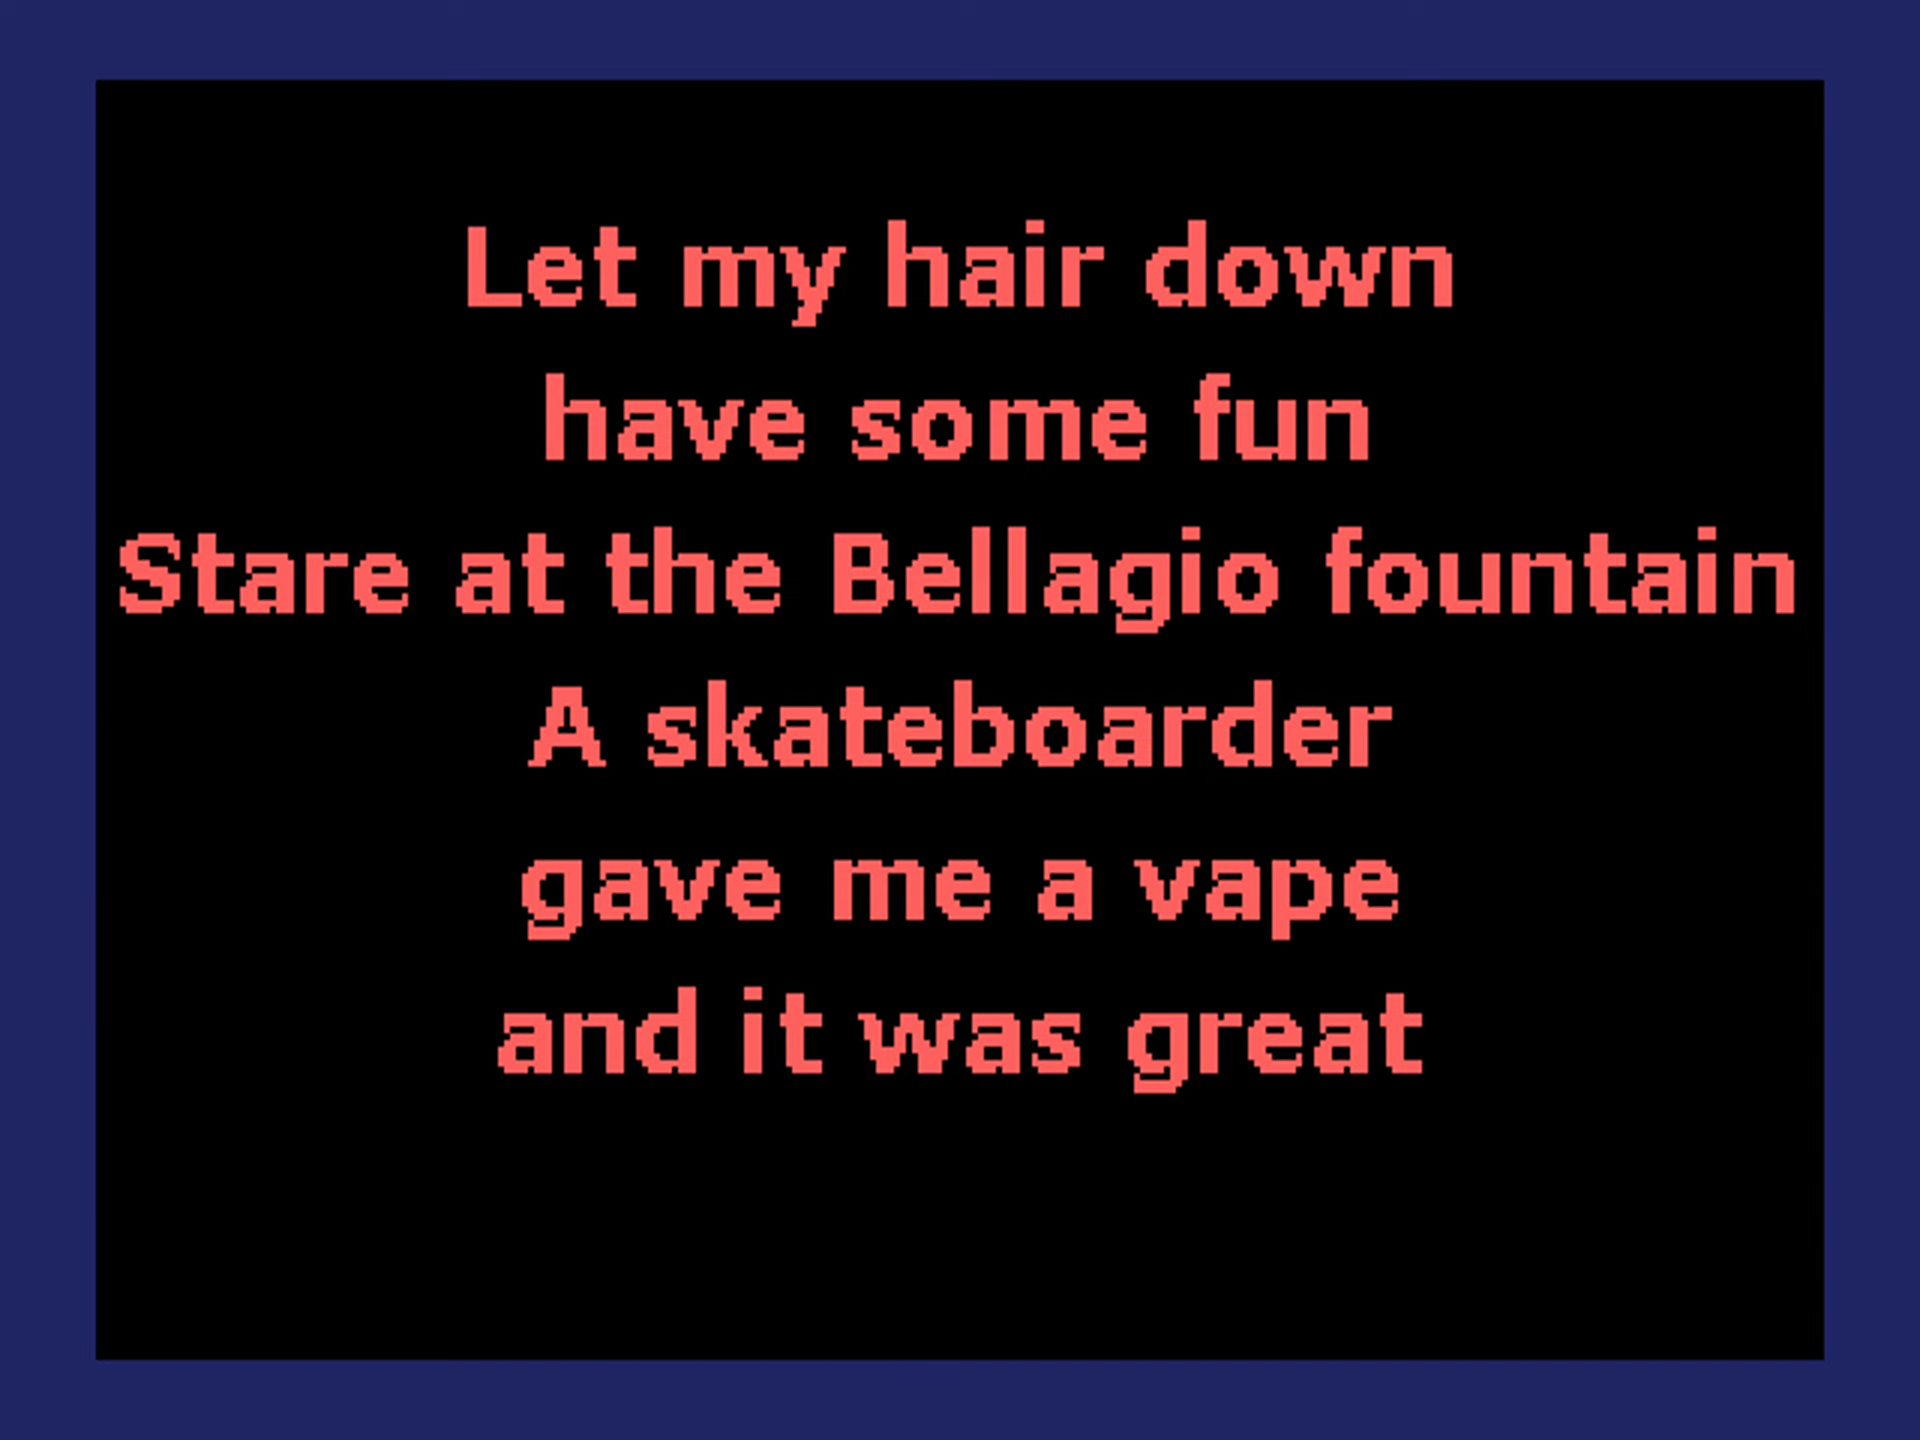 Let my hair down
have some fun
Stare at the Bellagio fountain
A skateboarder
gave me a vape
and it was great